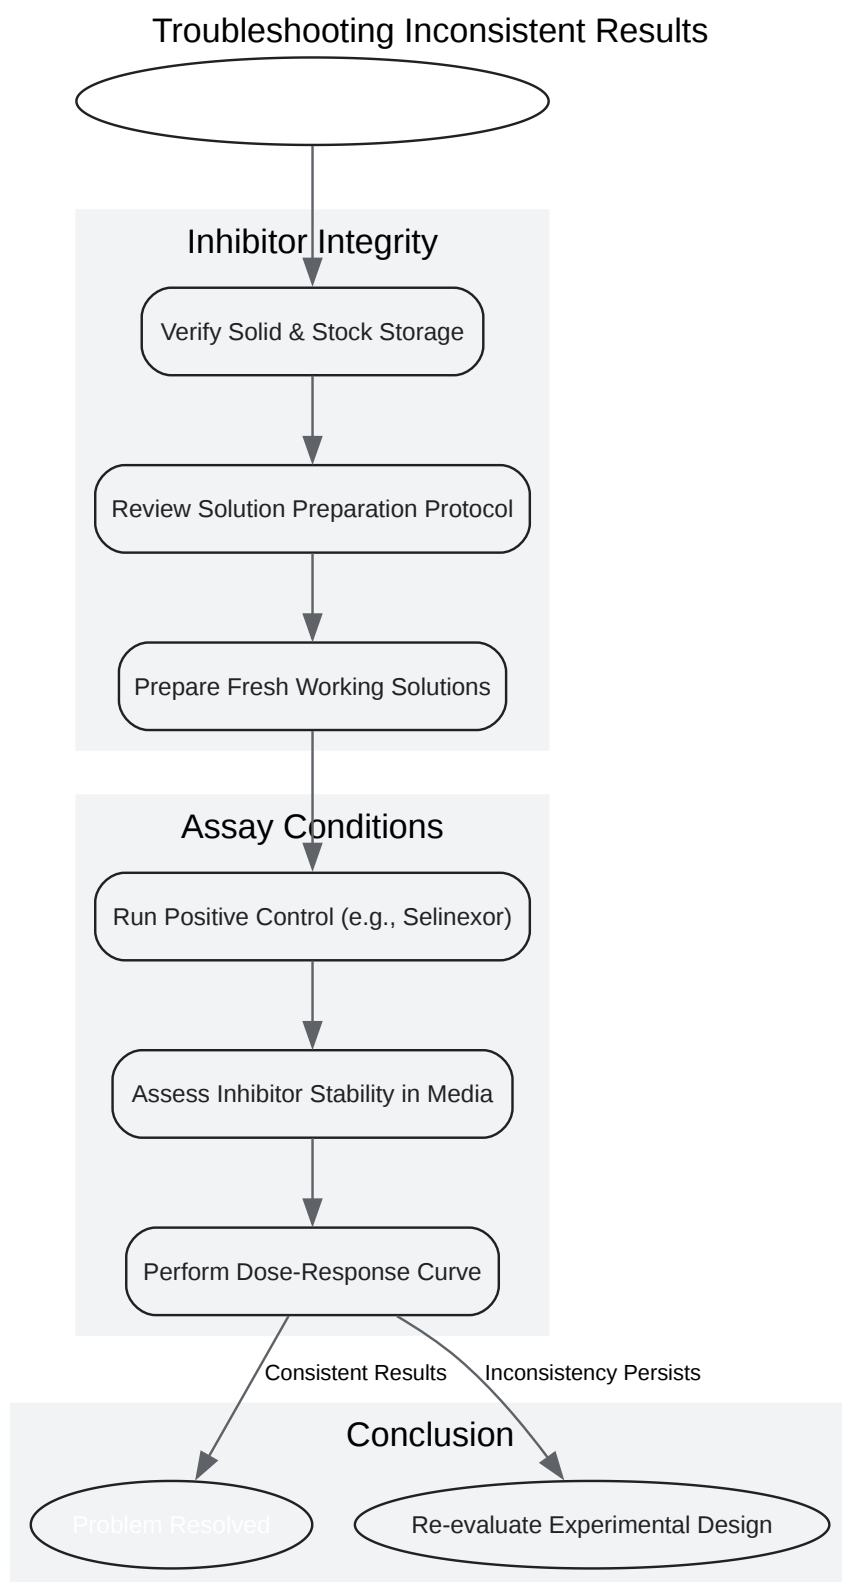 Troubleshooting Inconsistent Results
Inhibitor Integrity
Verify Solid & Stock Storage
Review Solution Preparation Protocol
Prepare Fresh Working Solutions
Assay Conditions
Run Positive Control (e.g., Selinexor)
Assess Inhibitor Stability in Media
Perform Dose-Response Curve
Consistent Results
Inconsistency Persists
Conclusion
Problem Resolved
Re-evaluate Experimental Design